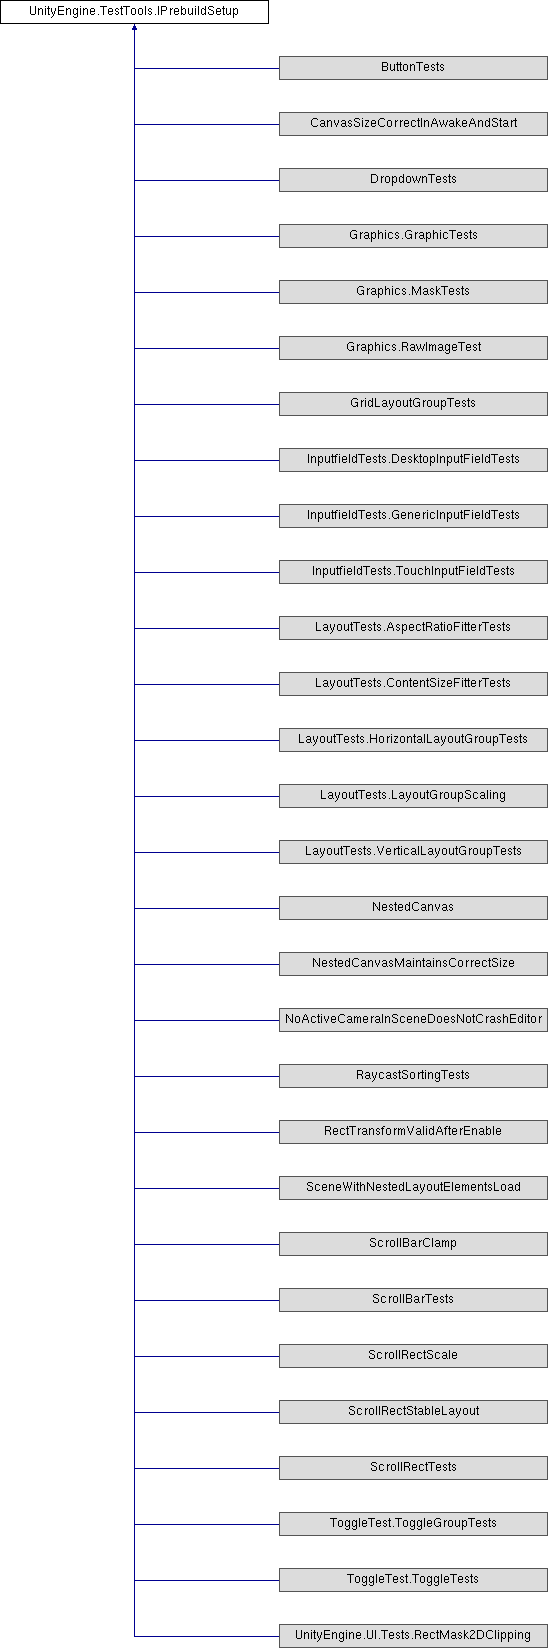 UnityEngine.TestTools.IPrebuildSetup
ButtonTests
CanvasSizeCorrectInAwakeAndStart
DropdownTests
Graphics.GraphicTests
Graphics.MaskTests
Graphics.RawImageTest
GridLayoutGroupTests
InputfieldTests.DesktopInputFieldTests
InputfieldTests.GenericInputFieldTests
InputfieldTests.TouchInputFieldTests
LayoutTests.AspectRatioFitterTests
LayoutTests.ContentSizeFitterTests
LayoutTests.HorizontalLayoutGroupTests
LayoutTests.LayoutGroupScaling
LayoutTests.VerticalLayoutGroupTests
NestedCanvas
NestedCanvasMaintainsCorrectSize
NoActiveCameraInSceneDoesNotCrashEditor
RaycastSortingTests
RectTransformValidAfterEnable
SceneWithNestedLayoutElementsLoad
ScrollBarClamp
ScrollBarTests
ScrollRectScale
ScrollRectStableLayout
ScrollRectTests
ToggleTest.ToggleGroupTests
ToggleTest.ToggleTests
UnityEngine.UI.Tests.RectMask2DClipping